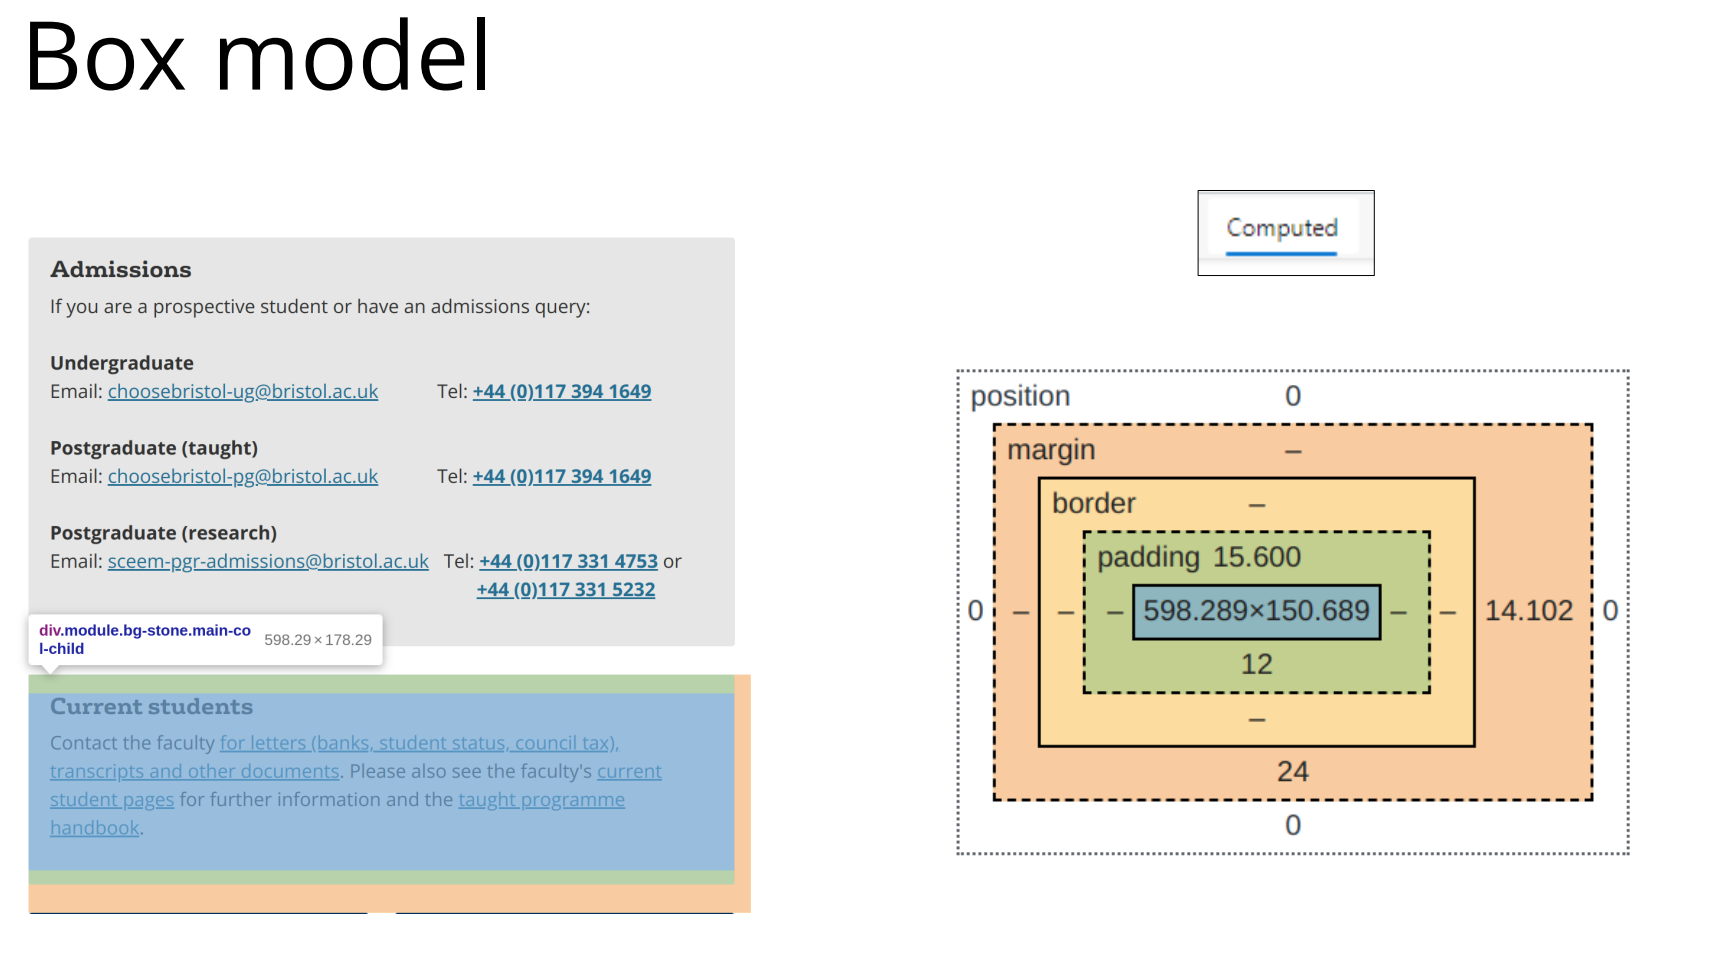 Box model
Admissions
If you are a prospective student or have an admissions query:
Undergraduate
Email: choosebristol-ug@bristol.ac.uk Tel: +44 (0)117 394 1649
Postgraduate (taught)
Email: choosebristol-pg@bristol.ac.uk Tel: +44 (0)117 394 1649
Postgraduate (research)
Email: sceem-pgr-admissions@bristol.ac.uk Tel: +44 (0)117 331 4753 or
+44 (0)117 331 5232
div.module.bg-stone.main-co
l-child 598.29 × 178.29
Current students
Contact the faculty for letters (banks, student status, council tax),
transcripts and other documents. Please also see the faculty's current
student pages for further information and the taught programme
handbook.
Computed
position 0
margin –
border –
padding 15.600
0 – – – 598.289×150.689 – – 14.102 0
12
–
24
0